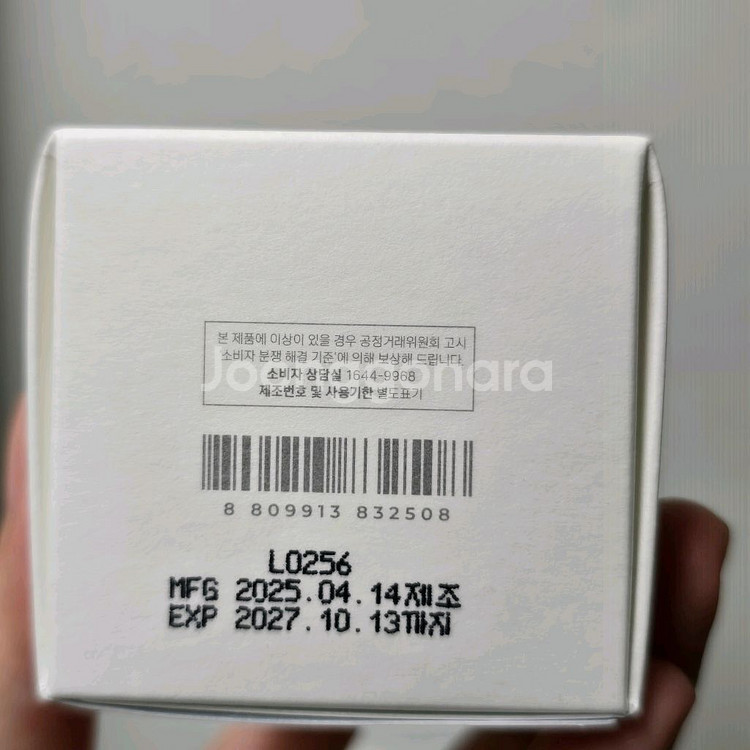 본 제품에 이상이 있을 경우 공정거래위원회 고시
'소비자 분쟁 해결 기준'에 의해 보상해 드립니다.
소비자 상담실 1644-9968
제조번호 및 사용기한 별도표기
Joonggonara
8 809913 832508
L0256
MFG 2025.04.14제조
EXP 2027.10.13까지